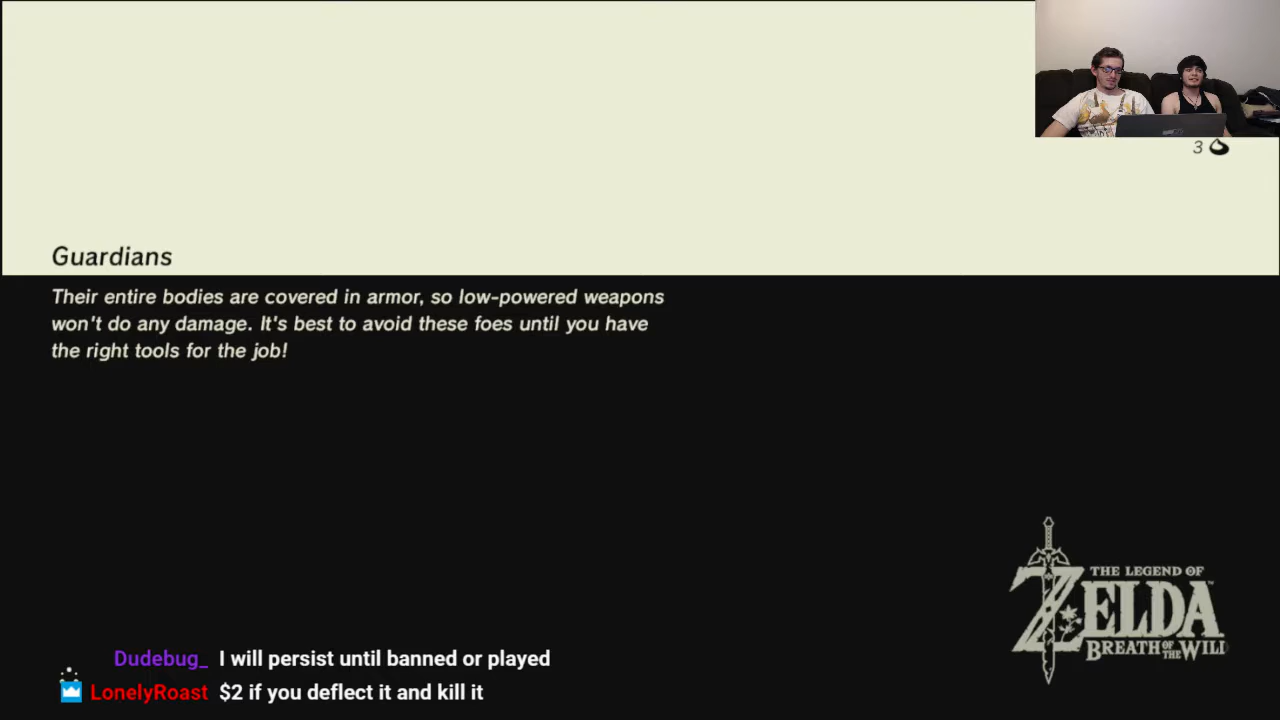 3
Guardians
Their entire bodies are covered in armor, so low-powered weapons
won't do any damage. It's best to avoid these foes until you have
the right tools for the job!
THE LEGEND OF
ZELDA
BREATH OF THE WILD
Dudebug_ I will persist until banned or played
LonelyRoast $2 if you deflect it and kill it